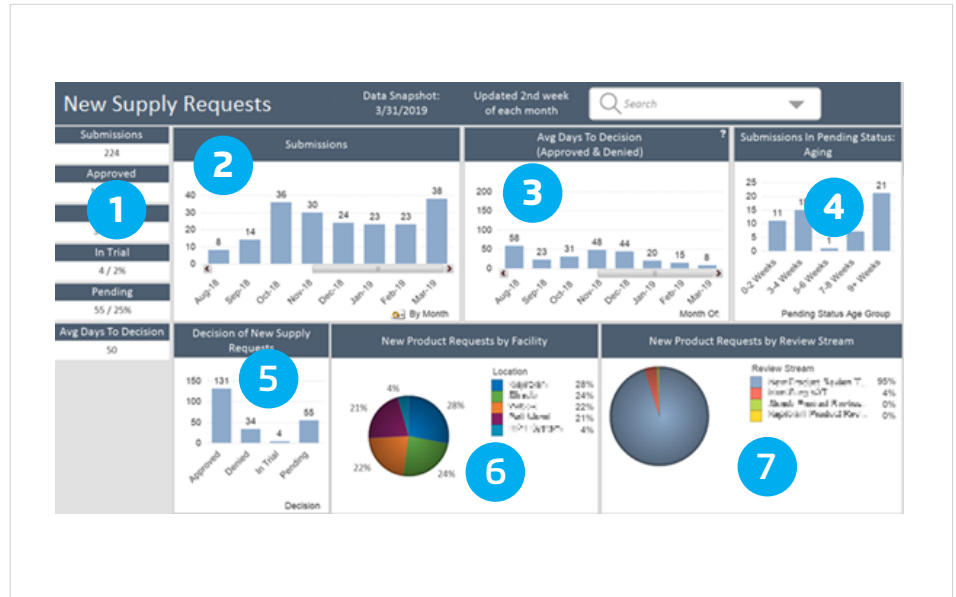 New Supply Requests
Data Snapshot:
3/31/2019
Updated 2nd week
of each month
Search
Submissions
224
Approved
1
In Trial
4 / 2%
Pending
55 / 25%
Avg Days To Decision
50
Submissions
2
40
30
20
10
0
8
14
36
30
24
23
23
38
Aug-18
Sep-18
Oct-18
Nov-18
Dec-18
Jan-19
Feb-19
Mar-19
By Month
Avg Days To Decision
(Approved & Denied)
?
3
200
150
100
50
0
58
23
31
48
44
20
15
8
Aug-18
Sep-18
Oct-18
Nov-18
Dec-18
Jan-19
Feb-19
Mar-19
Month Of:
Submissions In Pending Status:
Aging
4
25
20
15
10
5
0
11
1
21
0-2 Weeks
3-4 Weeks
5-6 Weeks
7-8 Weeks
9+ Weeks
Pending Status Age Group
Decision of New Supply
Requests
5
150
100
50
0
131
34
4
55
Approved
Denied
In Trial
Pending
Decision
New Product Requests by Facility
4%
28%
24%
22%
21%
Location
28%
24%
22%
21%
4%
6
New Product Requests by Review Stream
Review Stream
95%
4%
0%
0%
7